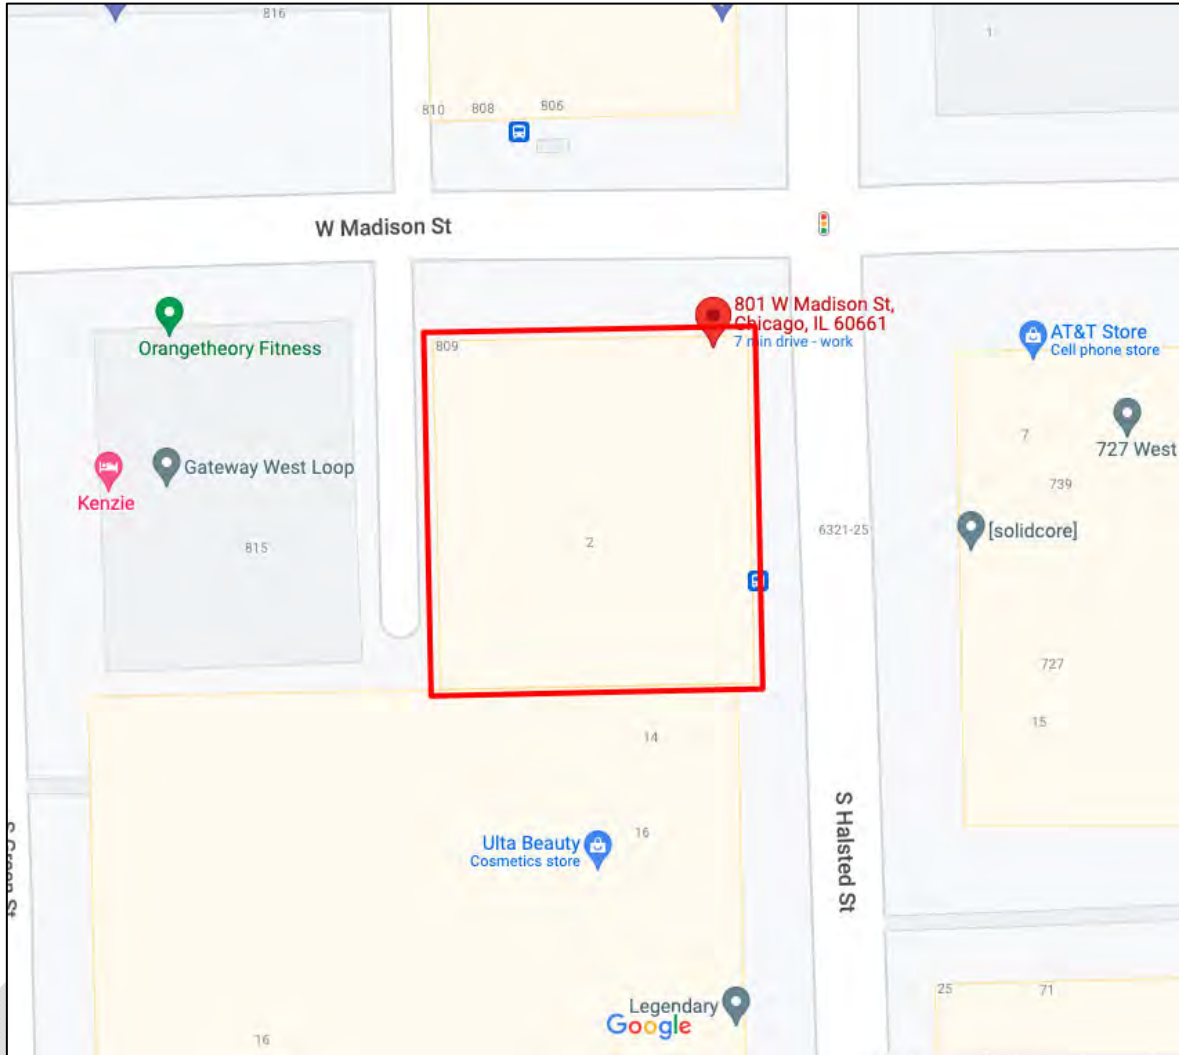 816
1
810
808
806
W Madison St
801 W Madison St,
Chicago, IL 60661
7 min drive - work
Orangetheory Fitness
809
AT&T Store
Cell phone store
7
727 West
Gateway West Loop
Kenzie
739
815
2
6321-25
[solidcore]
727
15
14
16
Ulta Beauty
Cosmetics store
S Halsted St
Legendary
Google
25
71
16